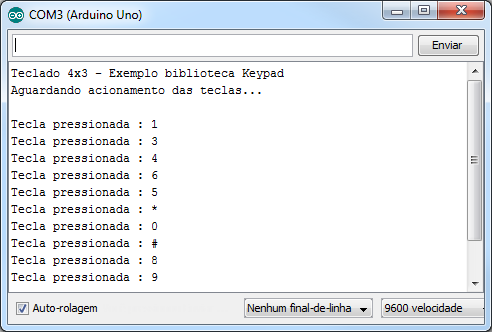 COM3 (Arduino Uno)
Enviar
Teclado 4x3 - Exemplo biblioteca Keypad
Aguardando acionamento das teclas...
Tecla pressionada : 1
Tecla pressionada : 3
Tecla pressionada : 4
Tecla pressionada : 6
Tecla pressionada : 5
Tecla pressionada : *
Tecla pressionada : 0
Tecla pressionada : #
Tecla pressionada : 8
Tecla pressionada : 9
Auto-rolagem
Nenhum final-de-linha
9600 velocidade